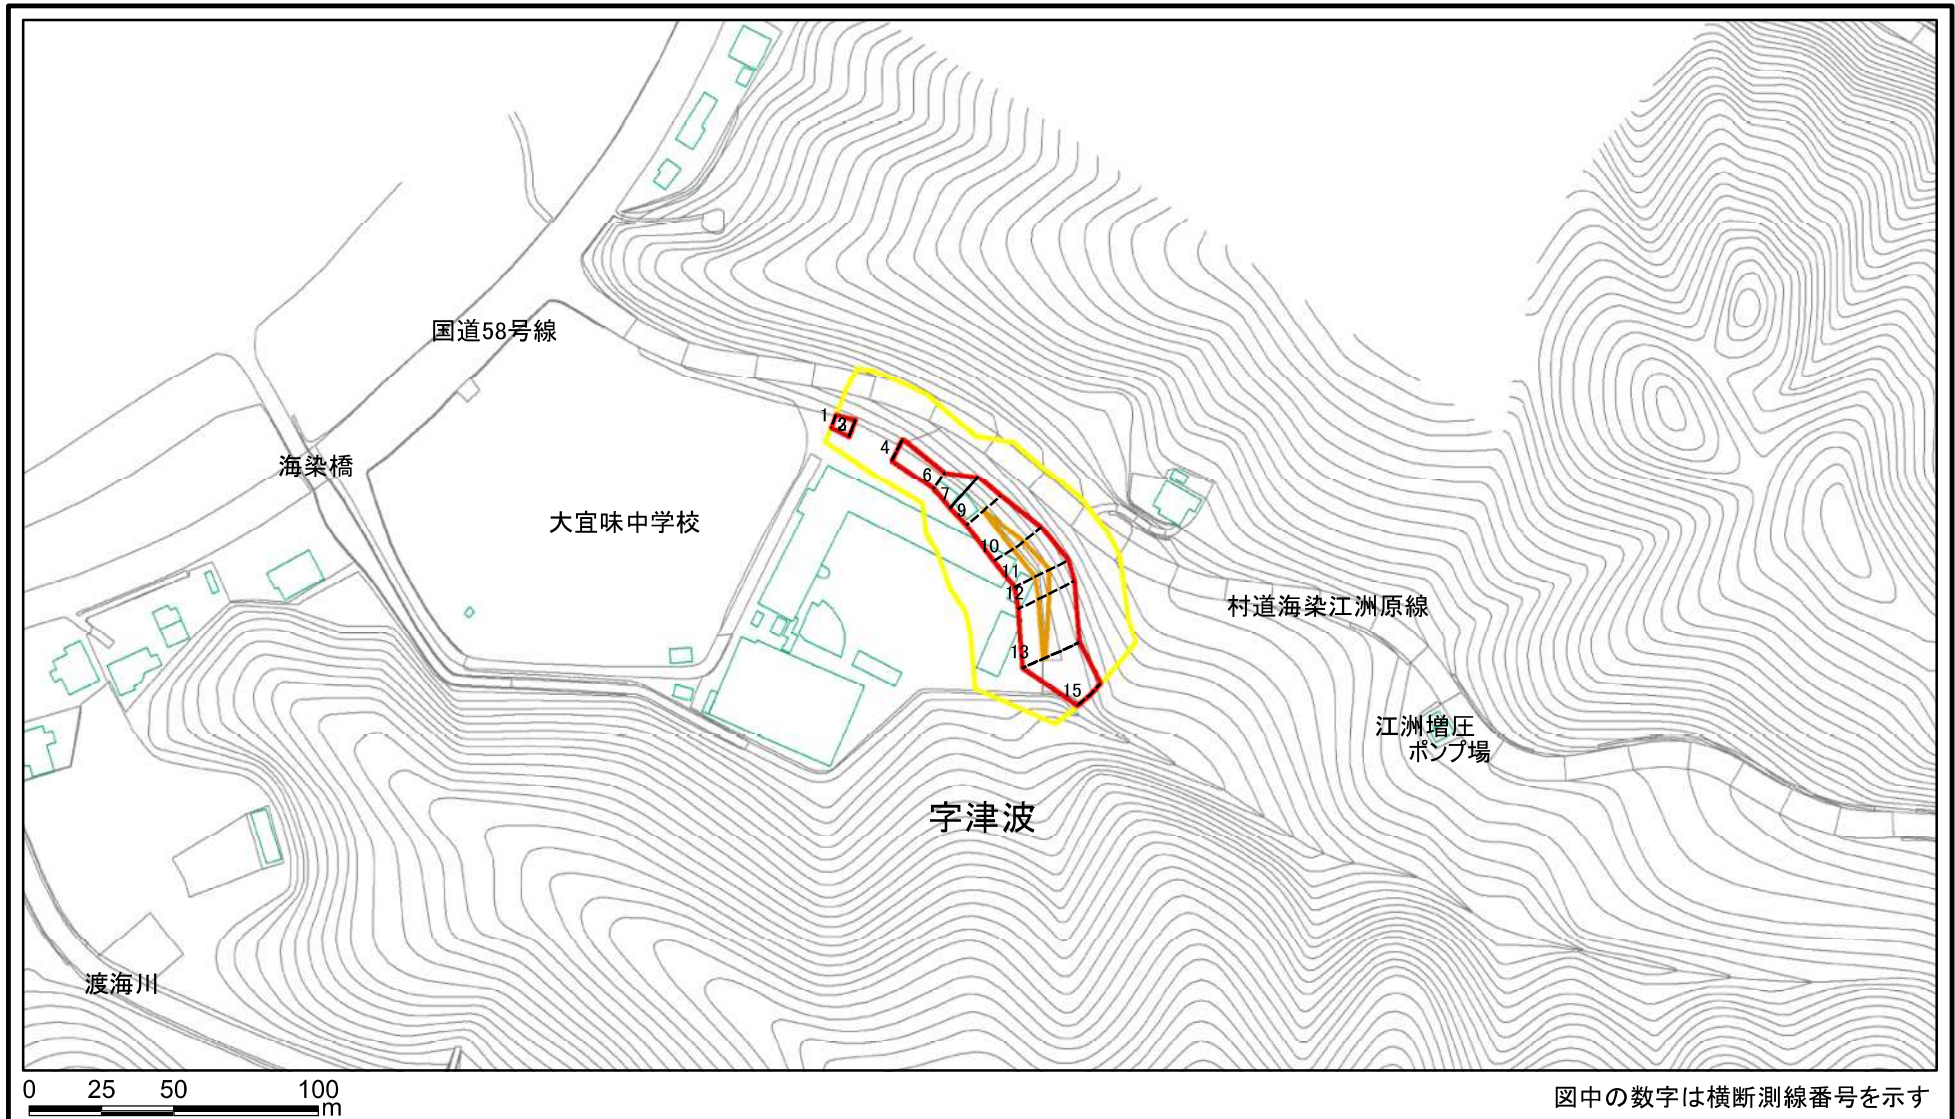 国道58号線
海染橋
大宜味中学校
1
2
4
6
7
9
10
11
12
13
15
村道海染江洲原線
江洲増圧
ポンプ場
字津波
渡海川
0 25 50 100
m
図中の数字は横断測線番号を示す